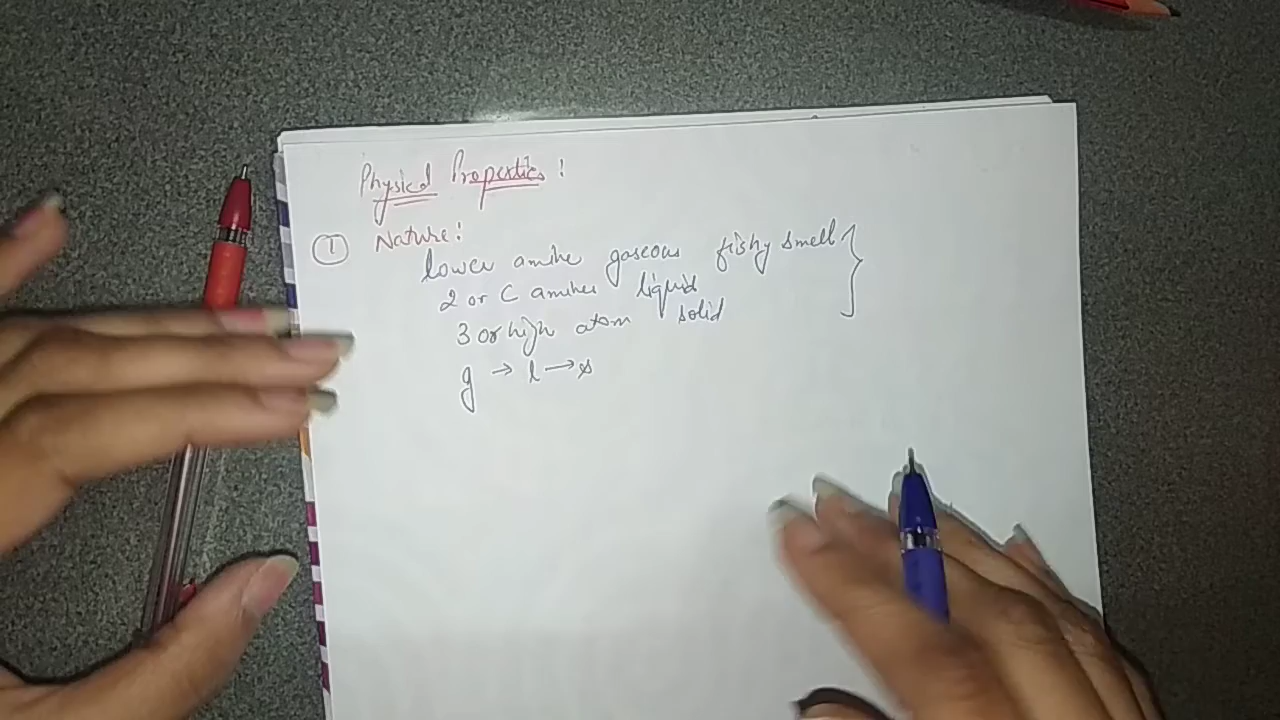 Physical Properties :
① Nature :
lower amine gaseous fishy smell }
2 or C amines liquid
3 or high atom solid
g → l → s